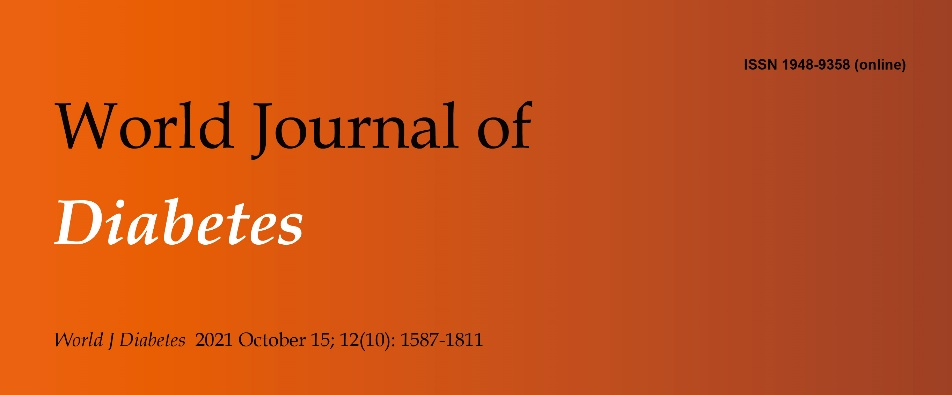 ISSN 1948-9358 (online)
World Journal of
Diabetes
World J Diabetes 2021 October 15; 12(10): 1587-1811